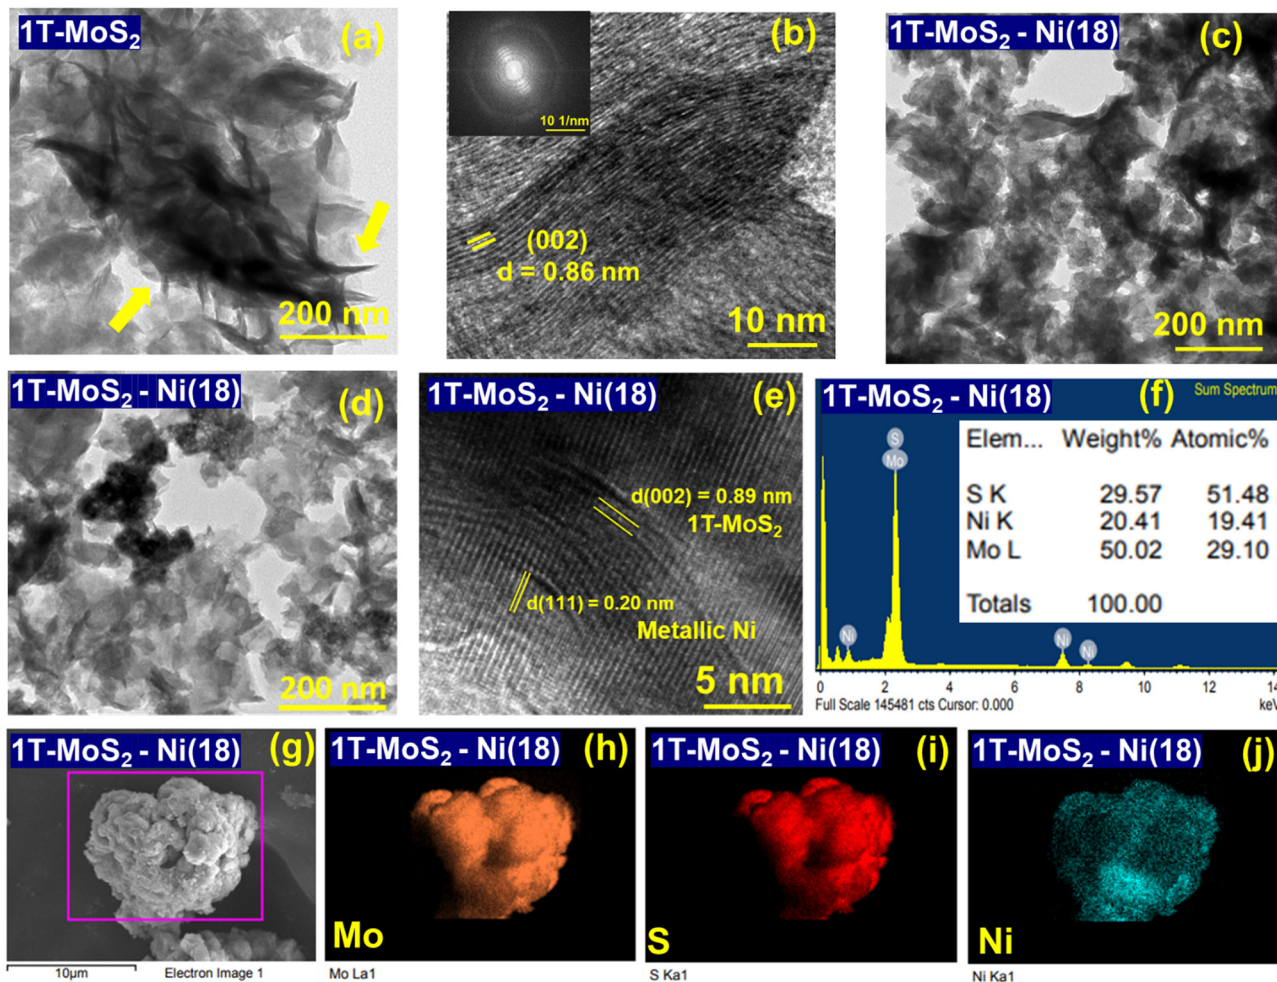 1T-MoS2
(a)
200 nm
(b)
10 1/nm
(002)
d = 0.86 nm
10 nm
1T-MoS2 - Ni(18)
(c)
200 nm
1T-MoS2 - Ni(18)
(d)
200 nm
1T-MoS2 - Ni(18)
(e)
d(002) = 0.89 nm
1T-MoS2
d(111) = 0.20 nm
Metallic Ni
5 nm
1T-MoS2 - Ni(18)
(f)
Sum Spectrum
Elem... Weight% Atomic%
S K 29.57 51.48
Ni K 20.41 19.41
Mo L 50.02 29.10
Totals 100.00
S
Mo
Ni
Ni
Ni
0 2 4 6 8 10 12 14
Full Scale 145481 cts Cursor: 0.000
keV
1T-MoS2 - Ni(18)
(g)
10µm
Electron Image 1
1T-MoS2 - Ni(18)
(h)
Mo
Mo La1
1T-MoS2 - Ni(18)
(i)
S
S Ka1
1T-MoS2 - Ni(18)
(j)
Ni
Ni Ka1